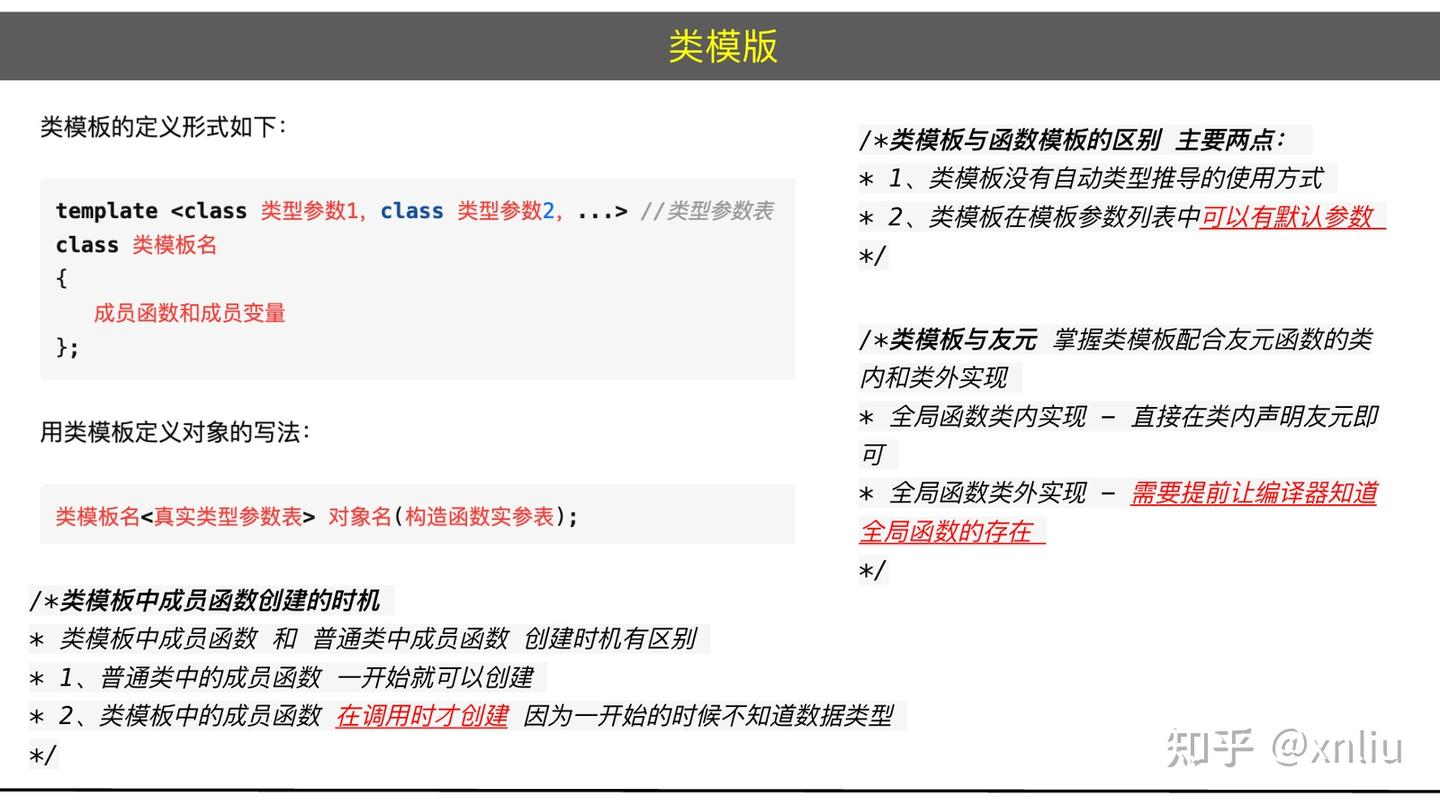 类模版
类模板的定义形式如下：
template <class 类型参数1, class 类型参数2, ...> //类型参数表
class 类模板名
{
成员函数和成员变量
};
用类模板定义对象的写法：
类模板名<真实类型参数表> 对象名(构造函数实参表);
/*类模板中成员函数创建的时机
* 类模板中成员函数 和 普通类中成员函数 创建时机有区别
* 1、普通类中的成员函数 一开始就可以创建
* 2、类模板中的成员函数 在调用时才创建 因为一开始的时候不知道数据类型
*/
/*类模板与函数模板的区别 主要两点：
* 1、类模板没有自动类型推导的使用方式
* 2、类模板在模板参数列表中可以有默认参数
*/
/*类模板与友元 掌握类模板配合友元函数的类
内和类外实现
* 全局函数类内实现 - 直接在类内声明友元即
可
* 全局函数类外实现 - 需要提前让编译器知道
全局函数的存在
*/
知乎 @xnliu